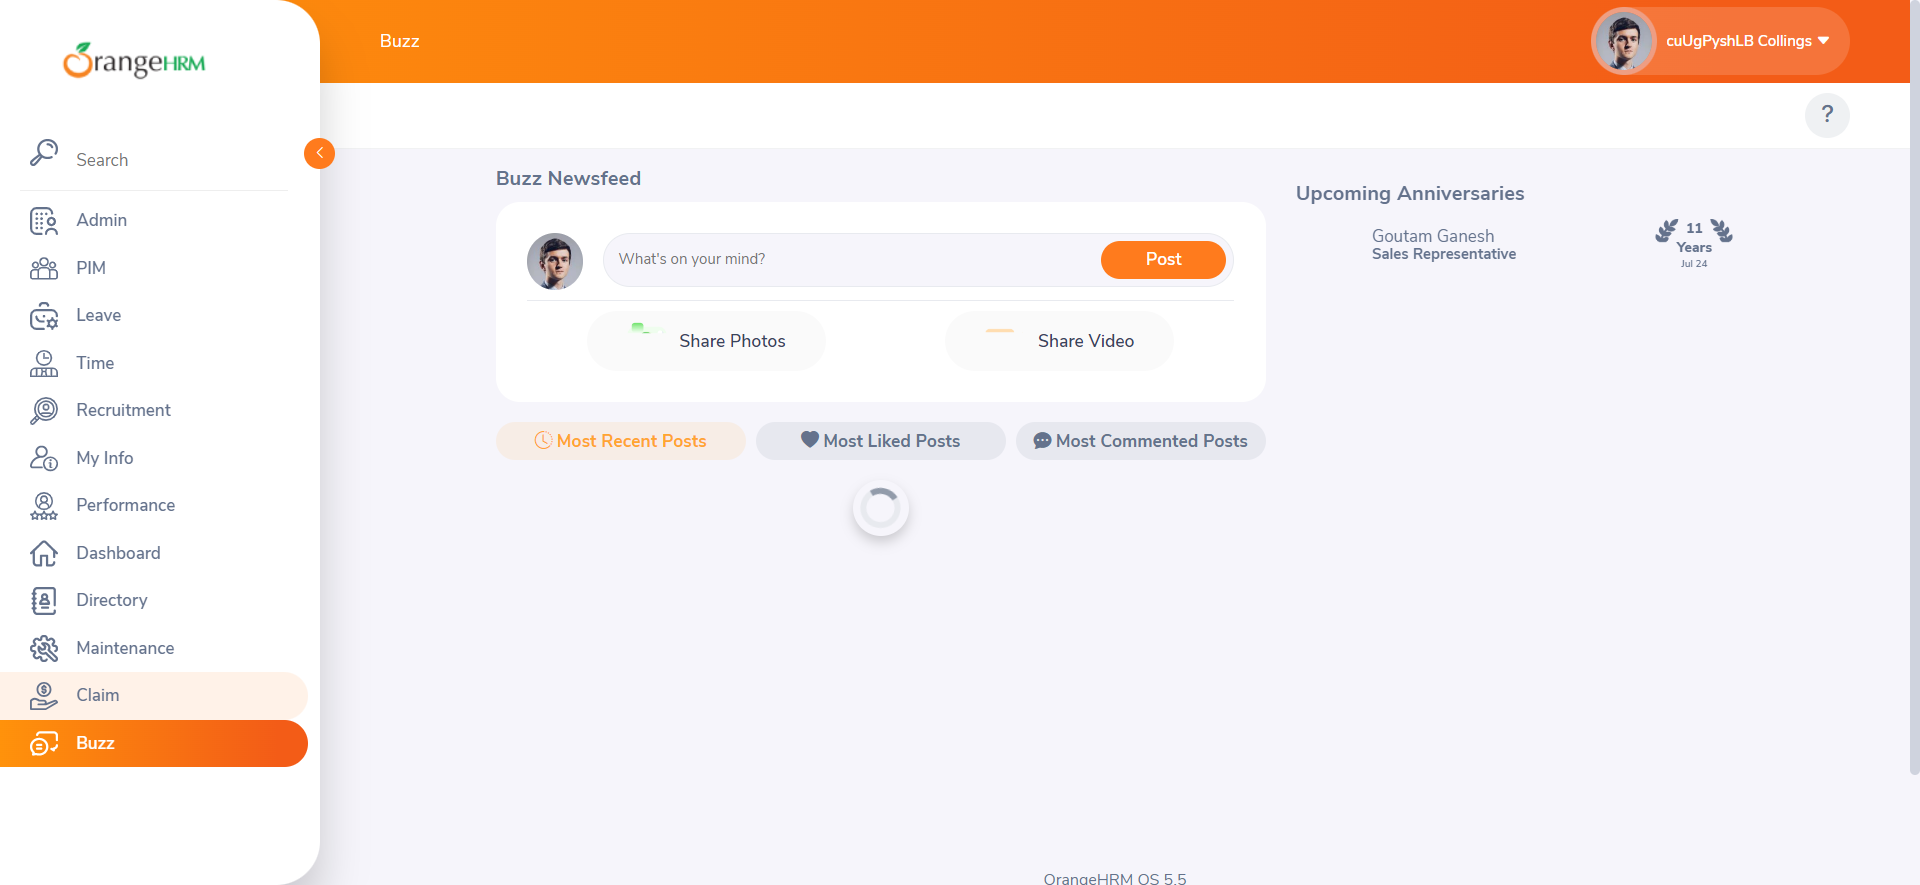 OrangeHRM
Search
Admin
PIM
Leave
Time
Recruitment
My Info
Performance
Dashboard
Directory
Maintenance
Claim
Buzz
Buzz
cuUgPyshLB Collings
?
Buzz Newsfeed
What's on your mind?
Post
Share Photos
Share Video
Most Recent Posts
Most Liked Posts
Most Commented Posts
Upcoming Anniversaries
Goutam Ganesh
Sales Representative
11
Years
Jul 24
OrangeHRM OS 5.5